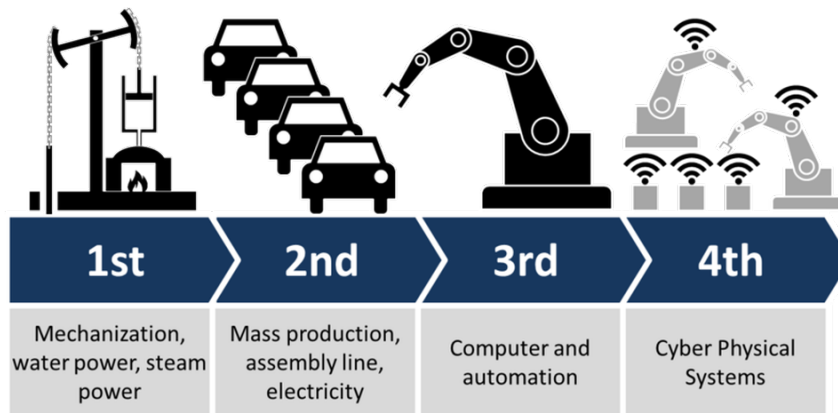 1st
2nd
3rd
4th
Mechanization,
water power, steam
power
Mass production,
assembly line,
electricity
Computer and
automation
Cyber Physical
Systems